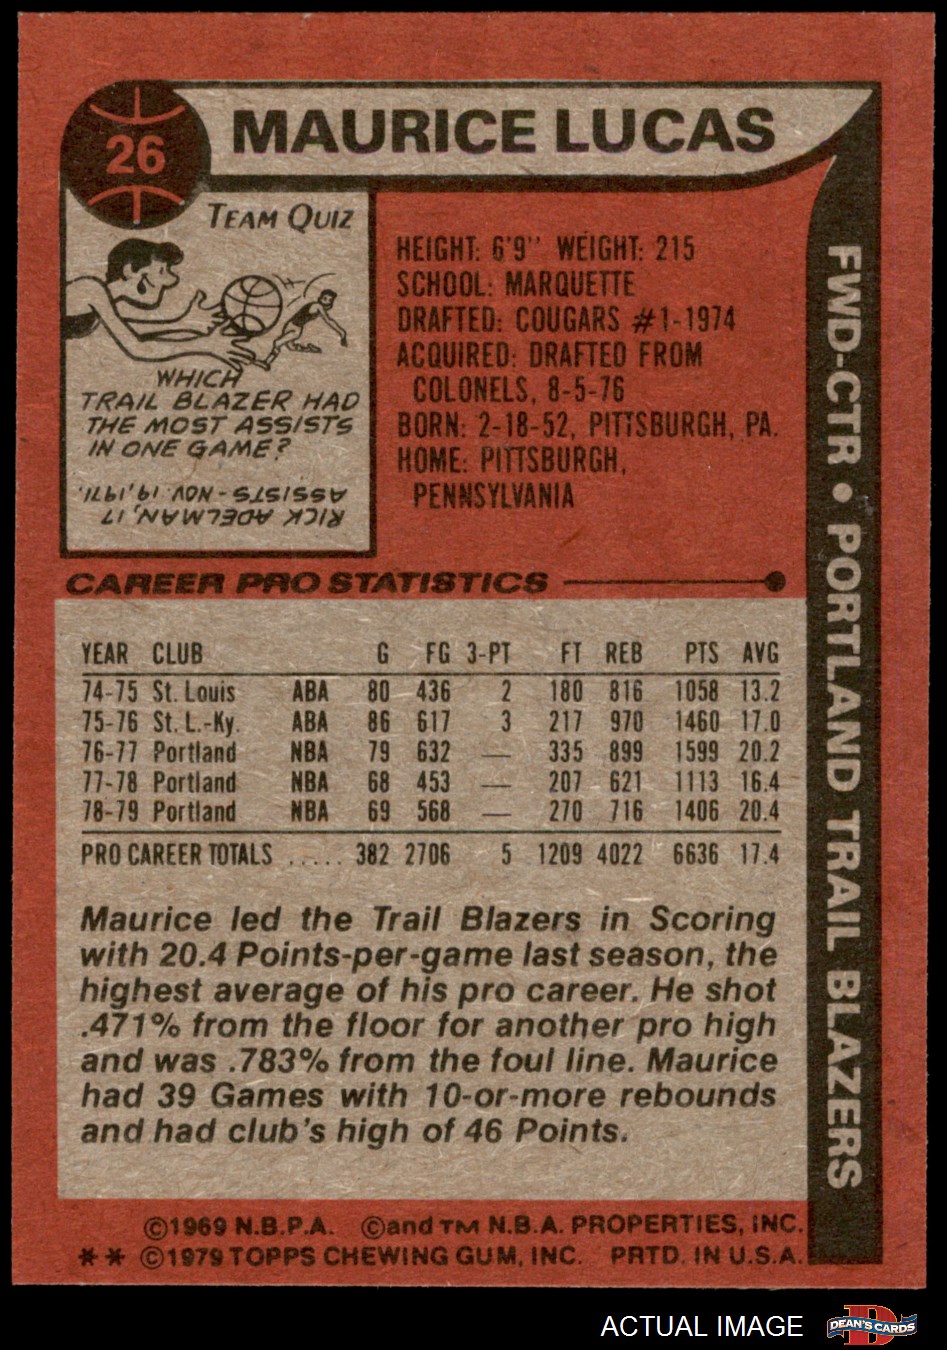 26
MAURICE LUCAS
TEAM QUIZ
WHICH
TRAIL BLAZER HAD
THE MOST ASSISTS
IN ONE GAME?
RICK ADELMAN, 17
ASSISTS - NOV. 19, 1971.
HEIGHT: 6'9" WEIGHT: 215
SCHOOL: MARQUETTE
DRAFTED: COUGARS #1-1974
ACQUIRED: DRAFTED FROM
COLONELS, 8-5-76
BORN: 2-18-52, PITTSBURGH, PA.
HOME: PITTSBURGH,
PENNSYLVANIA
FWD-CTR • PORTLAND TRAIL BLAZERS
CAREER PRO STATISTICS
YEAR CLUB G FG 3-PT FT REB PTS AVG
74-75 St. Louis ABA 80 436 2 180 816 1058 13.2
75-76 St. L.-Ky. ABA 86 617 3 217 970 1460 17.0
76-77 Portland NBA 79 632 — 335 899 1599 20.2
77-78 Portland NBA 68 453 — 207 621 1113 16.4
78-79 Portland NBA 69 568 — 270 716 1406 20.4
PRO CAREER TOTALS ..... 382 2706 5 1209 4022 6636 17.4
Maurice led the Trail Blazers in Scoring
with 20.4 Points-per-game last season, the
highest average of his pro career. He shot
.471% from the floor for another pro high
and was .783% from the foul line. Maurice
had 39 Games with 10-or-more rebounds
and had club's high of 46 Points.
©1969 N.B.P.A. ©and TM N.B.A. PROPERTIES, INC.
** ©1979 TOPPS CHEWING GUM, INC. PRTD. IN U.S.A.
ACTUAL IMAGE
D
DEAN'S CARDS